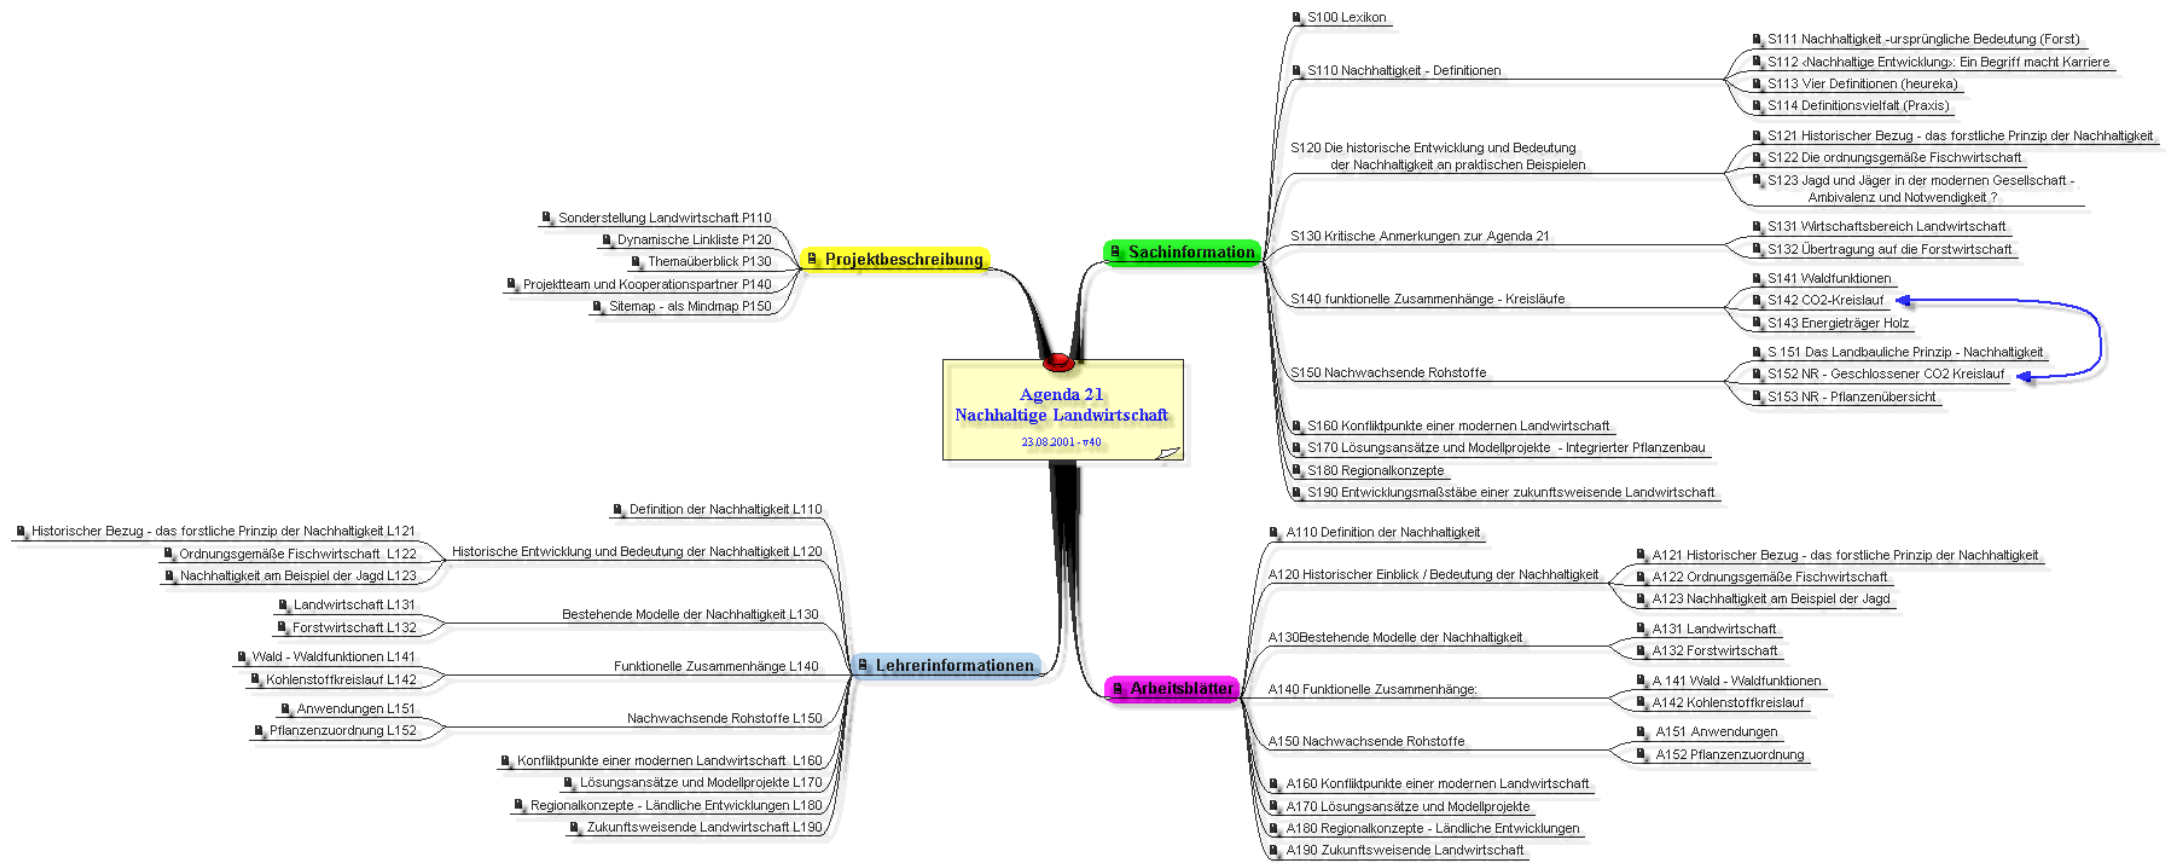 Agenda 21
Nachhaltige Landwirtschaft
23.08.2001 - v40
Projektbeschreibung
Sonderstellung Landwirtschaft P110
Dynamische Linkliste P120
Themaüberblick P130
Projektteam und Kooperationspartner P140
Sitemap - als Mindmap P150
Sachinformation
S100 Lexikon
S110 Nachhaltigkeit - Definitionen
S111 Nachhaltigkeit -ursprüngliche Bedeutung (Forst)
S112 ‹Nachhaltige Entwicklung›: Ein Begriff macht Karriere
S113 Vier Definitionen (heureka)
S114 Definitionsvielfalt (Praxis)
S120 Die historische Entwicklung und Bedeutung
der Nachhaltigkeit an praktischen Beispielen
S121 Historischer Bezug - das forstliche Prinzip der Nachhaltigkeit
S122 Die ordnungsgemäße Fischwirtschaft
S123 Jagd und Jäger in der modernen Gesellschaft -
Ambivalenz und Notwendigkeit ?
S130 Kritische Anmerkungen zur Agenda 21
S131 Wirtschaftsbereich Landwirtschaft
S132 Übertragung auf die Forstwirtschaft
S140 funktionelle Zusammenhänge - Kreisläufe
S141 Waldfunktionen
S142 CO2-Kreislauf
S143 Energieträger Holz
S150 Nachwachsende Rohstoffe
S 151 Das Landbauliche Prinzip - Nachhaltigkeit
S152 NR - Geschlossener CO2 Kreislauf
S153 NR - Pflanzenübersicht
S160 Konfliktpunkte einer modernen Landwirtschaft
S170 Lösungsansätze und Modellprojekte - Integrierter Pflanzenbau
S180 Regionalkonzepte
S190 Entwicklungsmaßstäbe einer zukunftsweisende Landwirtschaft
Lehrerinformationen
Definition der Nachhaltigkeit L110
Historische Entwicklung und Bedeutung der Nachhaltigkeit L120
Historischer Bezug - das forstliche Prinzip der Nachhaltigkeit L121
Ordnungsgemäße Fischwirtschaft L122
Nachhaltigkeit am Beispiel der Jagd L123
Bestehende Modelle der Nachhaltigkeit L130
Landwirtschaft L131
Forstwirtschaft L132
Funktionelle Zusammenhänge L140
Wald - Waldfunktionen L141
Kohlenstoffkreislauf L142
Nachwachsende Rohstoffe L150
Anwendungen L151
Pflanzenzuordnung L152
Konfliktpunkte einer modernen Landwirtschaft L160
Lösungsansätze und Modellprojekte L170
Regionalkonzepte - Ländliche Entwicklungen L180
Zukunftsweisende Landwirtschaft L190
Arbeitsblätter
A110 Definition der Nachhaltigkeit
A120 Historischer Einblick / Bedeutung der Nachhaltigkeit
A121 Historischer Bezug - das forstliche Prinzip der Nachhaltigkeit
A122 Ordnungsgemäße Fischwirtschaft
A123 Nachhaltigkeit am Beispiel der Jagd
A130Bestehende Modelle der Nachhaltigkeit
A131 Landwirtschaft
A132 Forstwirtschaft
A140 Funktionelle Zusammenhänge:
A 141 Wald - Waldfunktionen
A142 Kohlenstoffkreislauf
A150 Nachwachsende Rohstoffe
A151 Anwendungen
A152 Pflanzenzuordnung
A160 Konfliktpunkte einer modernen Landwirtschaft
A170 Lösungsansätze und Modellprojekte
A180 Regionalkonzepte - Ländliche Entwicklungen
A190 Zukunftsweisende Landwirtschaft